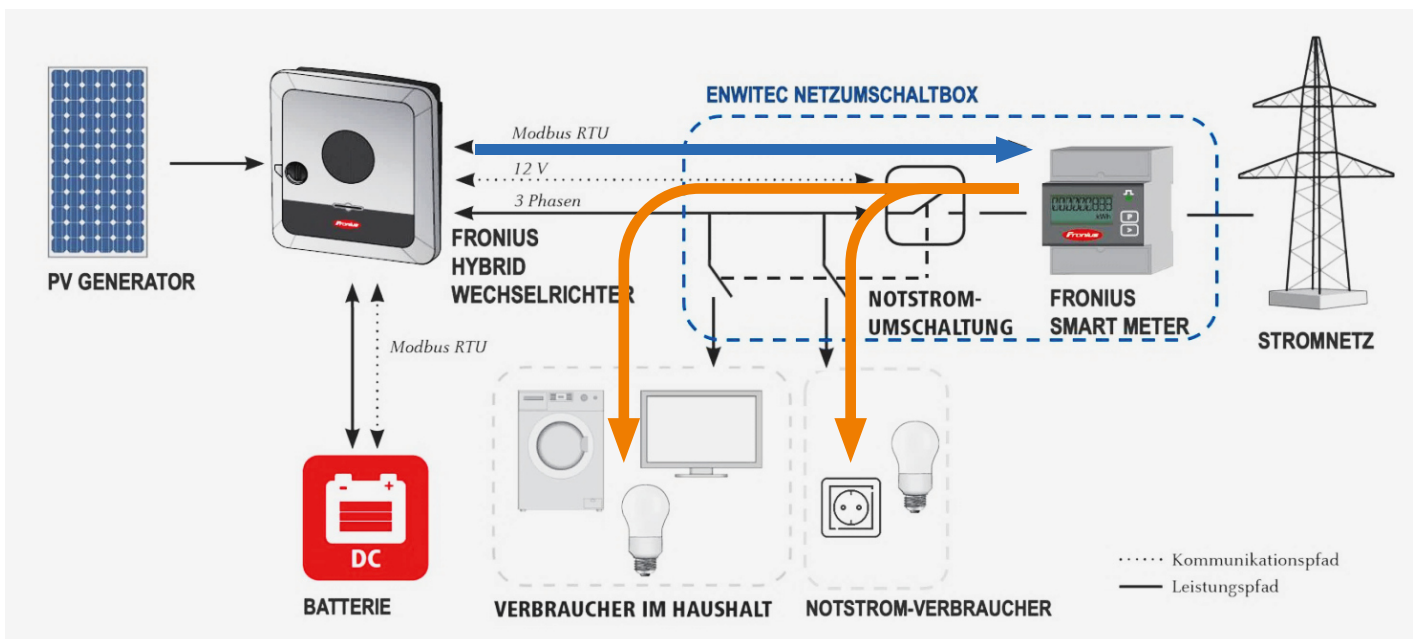 ENWITEC NETZUMSCHALTBOX
Modbus RTU
12 V
3 Phasen
Fronius
FRONIUS
HYBRID
WECHSELRICHTER
PV GENERATOR
kWh
P
>
Fronius
NOTSTROM-
UMSCHALTUNG
FRONIUS
SMART METER
STROMNETZ
Modbus RTU
- +
DC
BATTERIE
VERBRAUCHER IM HAUSHALT
NOTSTROM-VERBRAUCHER
Kommunikationspfad
Leistungspfad